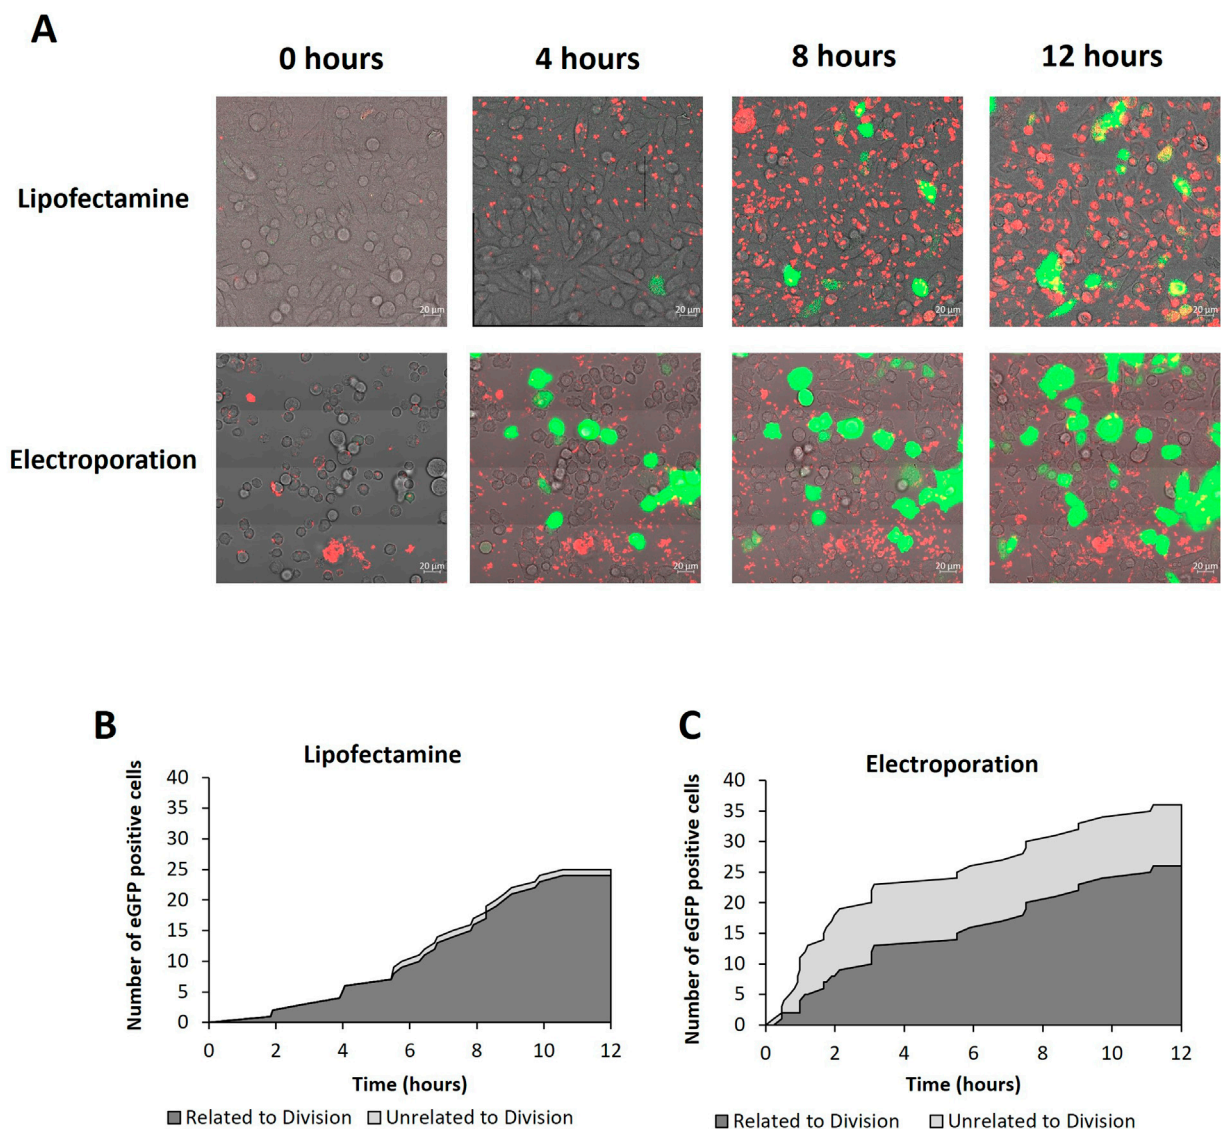 A
0 hours 4 hours 8 hours 12 hours
Lipofectamine
20 µm 20 µm 20 µm 20 µm
Electroporation
20 µm 20 µm 20 µm 20 µm
B
Lipofectamine
Number of eGFP positive cells
40
35
30
25
20
15
10
5
0
0 2 4 6 8 10 12
Time (hours)
Related to Division Unrelated to Division
C
Electroporation
Number of eGFP positive cells
40
35
30
25
20
15
10
5
0
0 2 4 6 8 10 12
Time (hours)
Related to Division Unrelated to Division